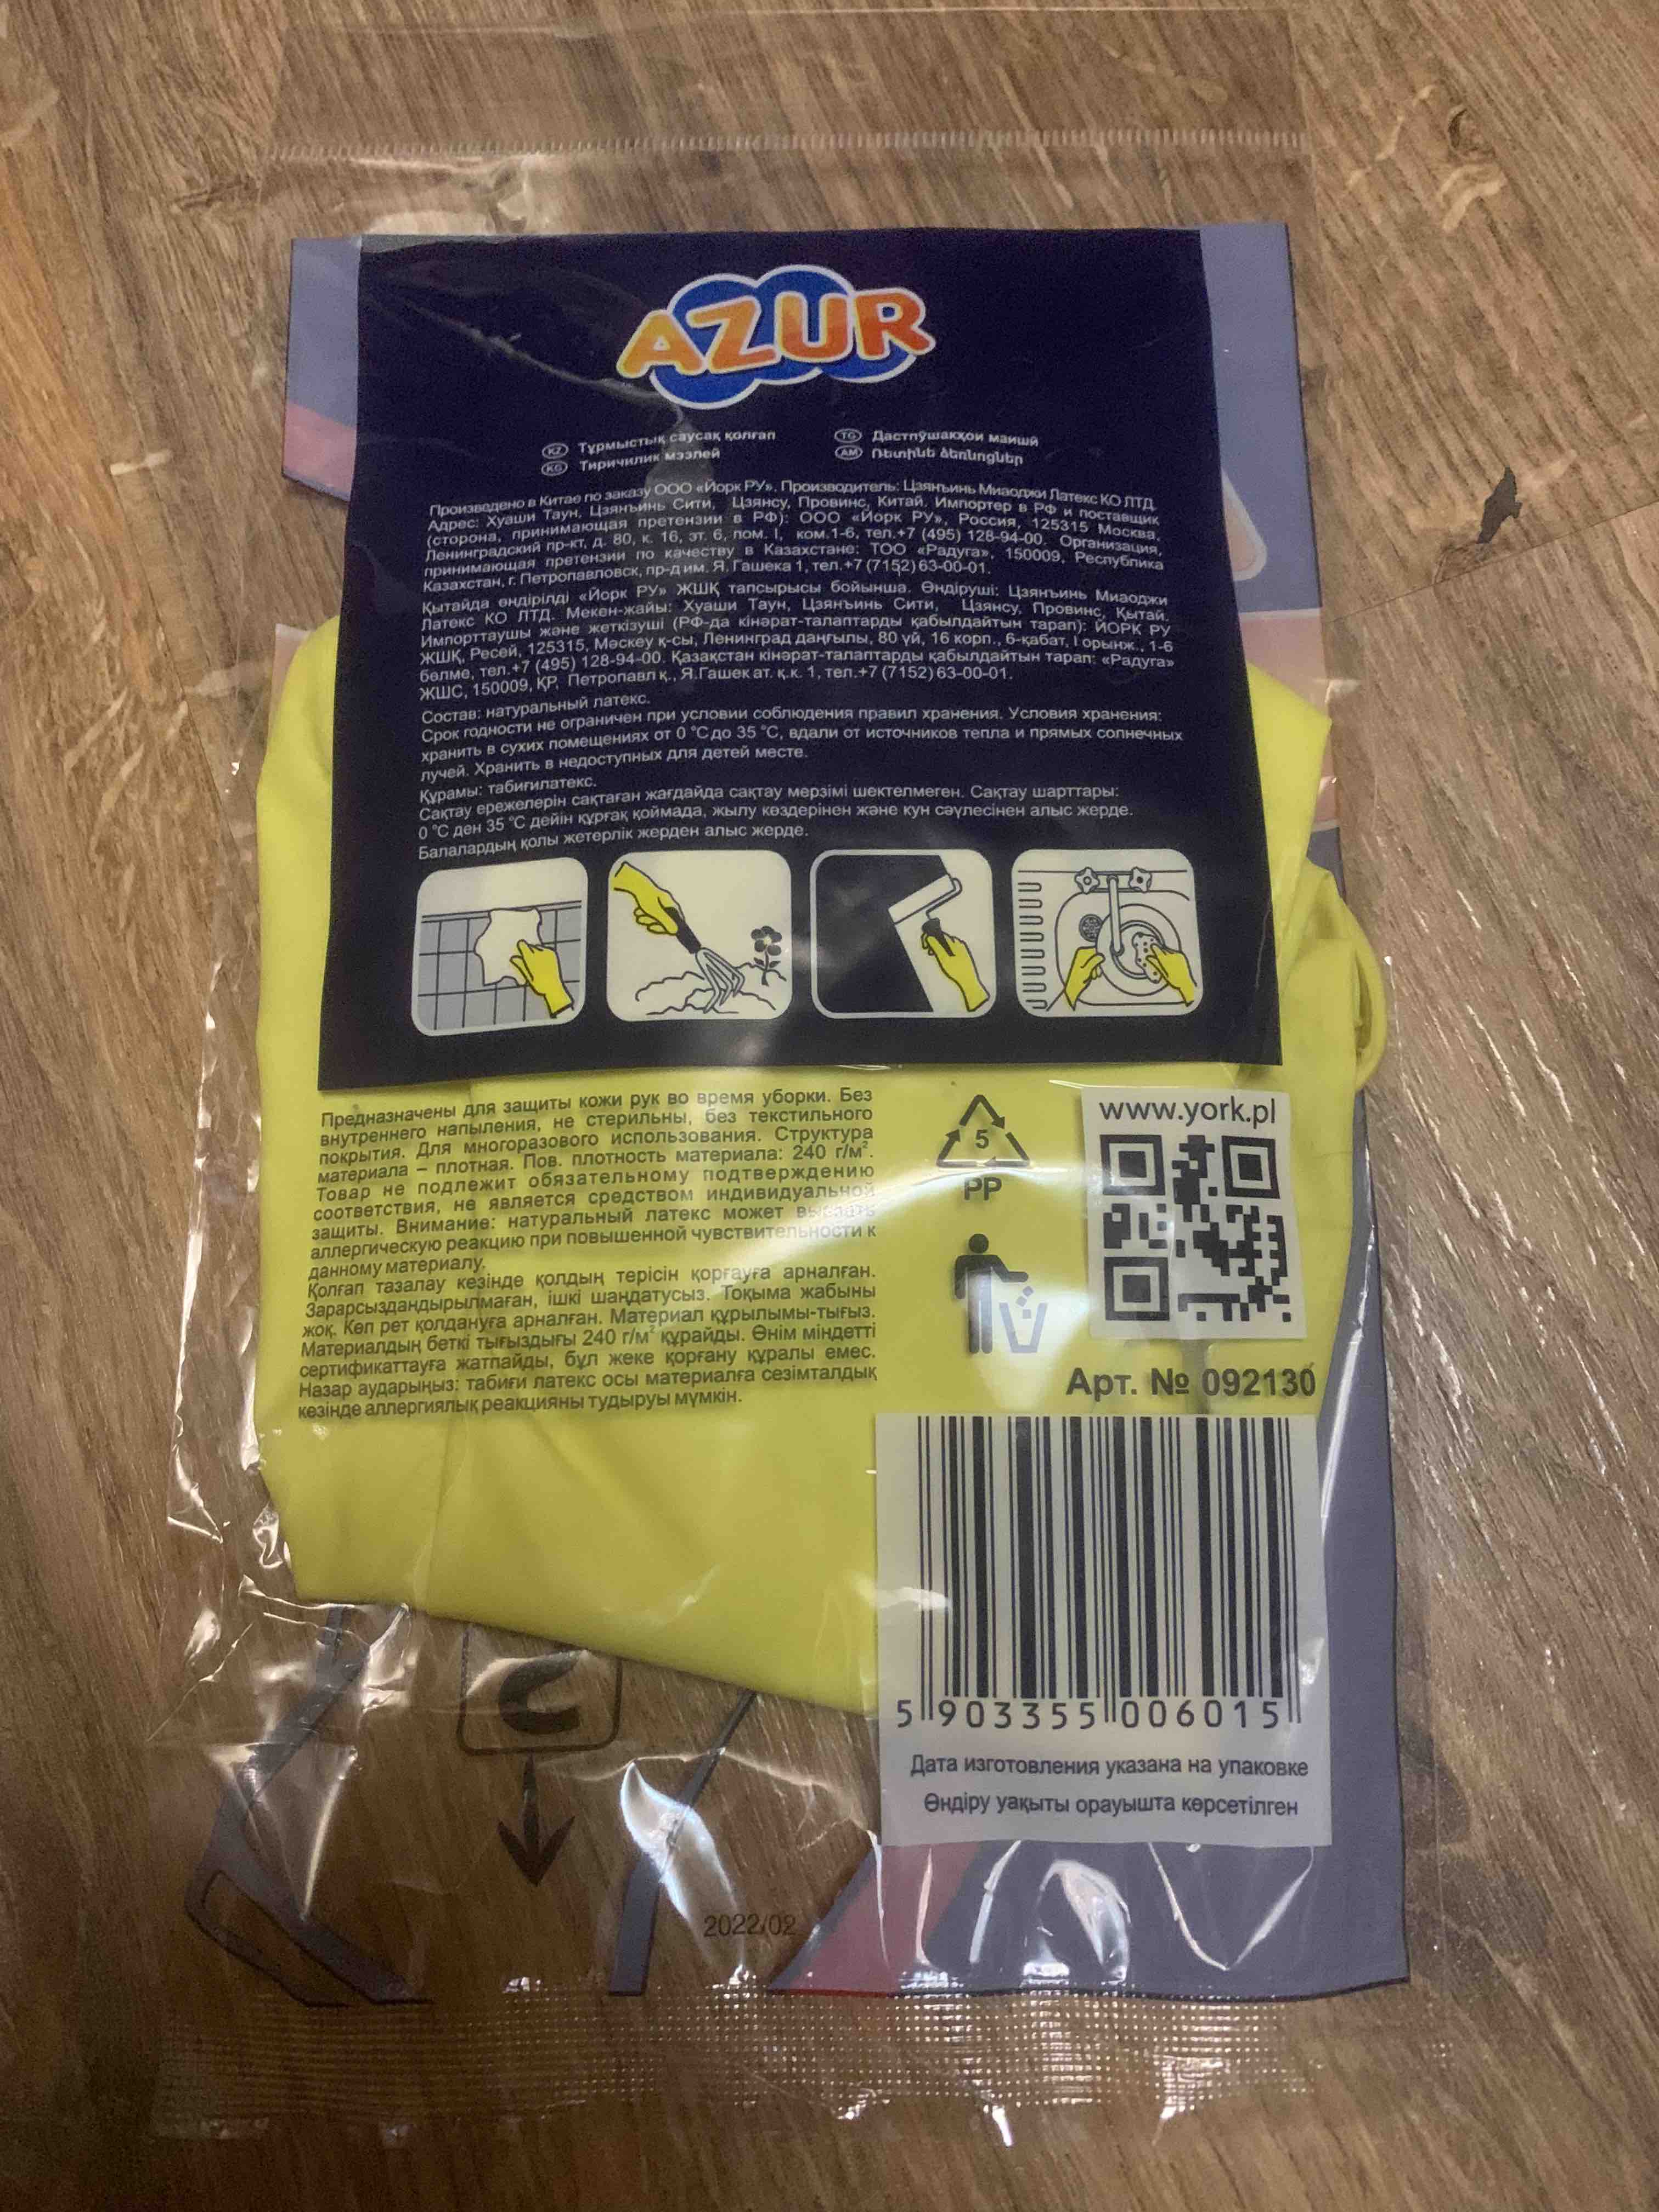 AZUR
KZ Тұрмыстық саусақ қолғап
KG Тиричилик мээлей
TG Дастпӯшакҳои маишӣ
AM Ռետինե ձեռնոցներ
Произведено в Китае по заказу ООО «Йорк РУ». Производитель: Цзянъинь Миаоджи Латекс КО ЛТД.
Адрес: Хуаши Таун, Цзянъинь Сити, Цзянсу, Провинс, Китай. Импортер в РФ и поставщик
(сторона, принимающая претензии в РФ): ООО «Йорк РУ», Россия, 125315 Москва,
Ленинградский пр-кт, д. 80, к. 16, эт. 6, пом. I, ком.1-6, тел.+7 (495) 128-94-00. Организация,
принимающая претензии по качеству в Казахстане: ТОО «Радуга», 150009, Республика
Казахстан, г. Петропавловск, пр-д им. Я. Гашека 1, тел.+7 (7152) 63-00-01.
Қытайда өндірілді «Йорк РУ» ЖШҚ тапсырысы бойынша. Өндіруші: Цзянъинь Миаоджи
Латекс КО ЛТД. Мекен-жайы: Хуаши Таун, Цзянъинь Сити, Цзянсу, Провинс, Қытай.
Импорттаушы және жеткізуші (РФ-да кінәрат-талаптарды қабылдайтын тарап): ЙОРК РУ
ЖШҚ, Ресей, 125315, Мәскеу қ-сы, Ленинград даңғылы, 80 үй, 16 корп., 6-қабат, I орынж., 1-6
бөлме, тел.+7 (495) 128-94-00. Қазақстан кінәрат-талаптарды қабылдайтын тарап: «Радуга»
ЖШС, 150009, ҚР, Петропавл қ., Я.Гашек ат. қ.к. 1, тел.+7 (7152) 63-00-01.
Состав: натуральный латекс.
Срок годности не ограничен при условии соблюдения правил хранения. Условия хранения:
хранить в сухих помещениях от 0 °C до 35 °C, вдали от источников тепла и прямых солнечных
лучей. Хранить в недоступных для детей месте.
Құрамы: табиғилатекс.
Сақтау ережелерін сақтаған жағдайда сақтау мерзімі шектелмеген. Сақтау шарттары:
0 °C ден 35 °C дейін құрғақ қоймада, жылу көздерінен және күн сәулесінен алыс жерде.
Балалардың қолы жетерлік жерден алыс жерде.
Предназначены для защиты кожи рук во время уборки. Без
внутреннего напыления, не стерильны, без текстильного
покрытия. Для многоразового использования. Структура
материала – плотная. Пов. плотность материала: 240 г/м².
Товар не подлежит обязательному подтверждению
соответствия, не является средством индивидуальной
защиты. Внимание: натуральный латекс может вызвать
аллергическую реакцию при повышенной чувствительности к
данному материалу.
Қолғап тазалау кезінде қолдың терісін қорғауға арналған.
Зарарсыздандырылмаған, ішкі шаңдатусыз. Тоқыма жабыны
жоқ. Көп рет қолдануға арналған. Материал құрылымы-тығыз.
Материалдың беткі тығыздығы 240 г/м² құрайды. Өнім міндетті
сертификаттауға жатпайды, бұл жеке қорғану құралы емес.
Назар аударыңыз: табиғи латекс осы материалға сезімталдық
кезінде аллергиялық реакцияны тудыруы мүмкін.
5
PP
www.york.pl
Арт. № 092130
5 903355 006015
Дата изготовления указана на упаковке
Өндіру уақыты орауышта көрсетілген
2022/02